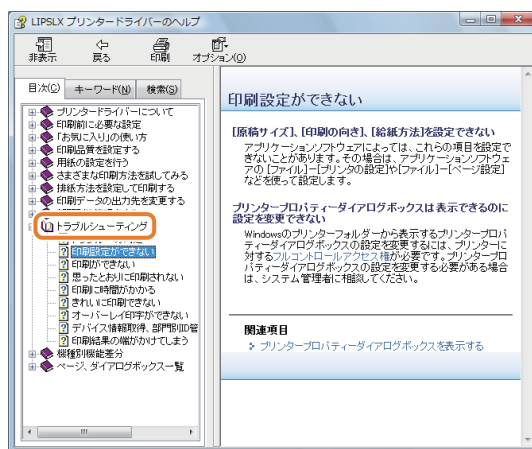 LIPSLX プリンタードライバーのヘルプ
非表示 戻る 印刷 オプション(O)
目次(C) キーワード(N) 検索(S)
プリンタードライバーについて
印刷前に必要な設定
「お気に入り」の使い方
印刷品質を設定する
用紙の設定を行う
さまざまな印刷方法を試してみる
排紙方法を設定して印刷する
印刷データの出力先を変更する
トラブルシューティング
印刷設定ができない
印刷ができない
思ったとおりに印刷されない
印刷に時間がかかる
きれいに印刷できない
オーバーレイ印字ができない
デバイス情報取得、部門別ID管
印刷結果の端がかけてしまう
機種別機能差分
ページ、ダイアログボックス一覧
印刷設定ができない
[原稿サイズ]、[印刷の向き]、[給紙方法]を設定できない
アプリケーションソフトウェアによっては、これらの項目を設定で
きないことがあります。その場合は、アプリケーションソフトウェ
アの [ファイル]-[プリンタの設定]や[ファイル]-[ページ設定]
などを使って設定します。
プリンタープロパティーダイアログボックスは表示できるのに
設定を変更できない
Windowsのプリンターフォルダーから表示するプリンタープロパ
ティーダイアログボックスの設定を変更するには、プリンターに
対するフルコントロールアクセス権が必要です。プリンタープロ
パティーダイアログボックスの設定を変更する必要がある場合
は、システム管理者に相談してください。
関連項目
プリンタープロパティーダイアログボックスを表示する